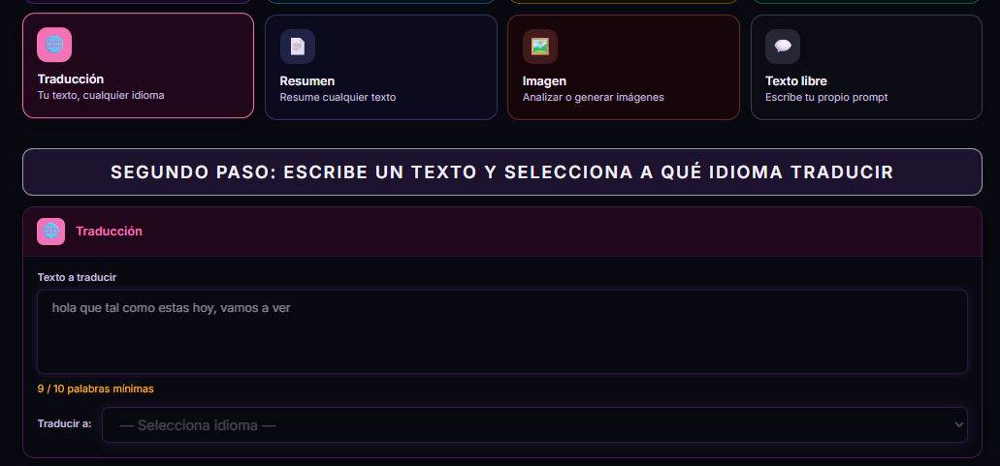 Traducción
Tu texto, cualquier idioma
Resumen
Resume cualquier texto
Imagen
Analizar o generar imágenes
Texto libre
Escribe tu propio prompt
SEGUNDO PASO: ESCRIBE UN TEXTO Y SELECCIONA A QUÉ IDIOMA TRADUCIR
Traducción
Texto a traducir
hola que tal como estas hoy, vamos a ver
9 / 10 palabras mínimas
Traducir a:
— Selecciona idioma —